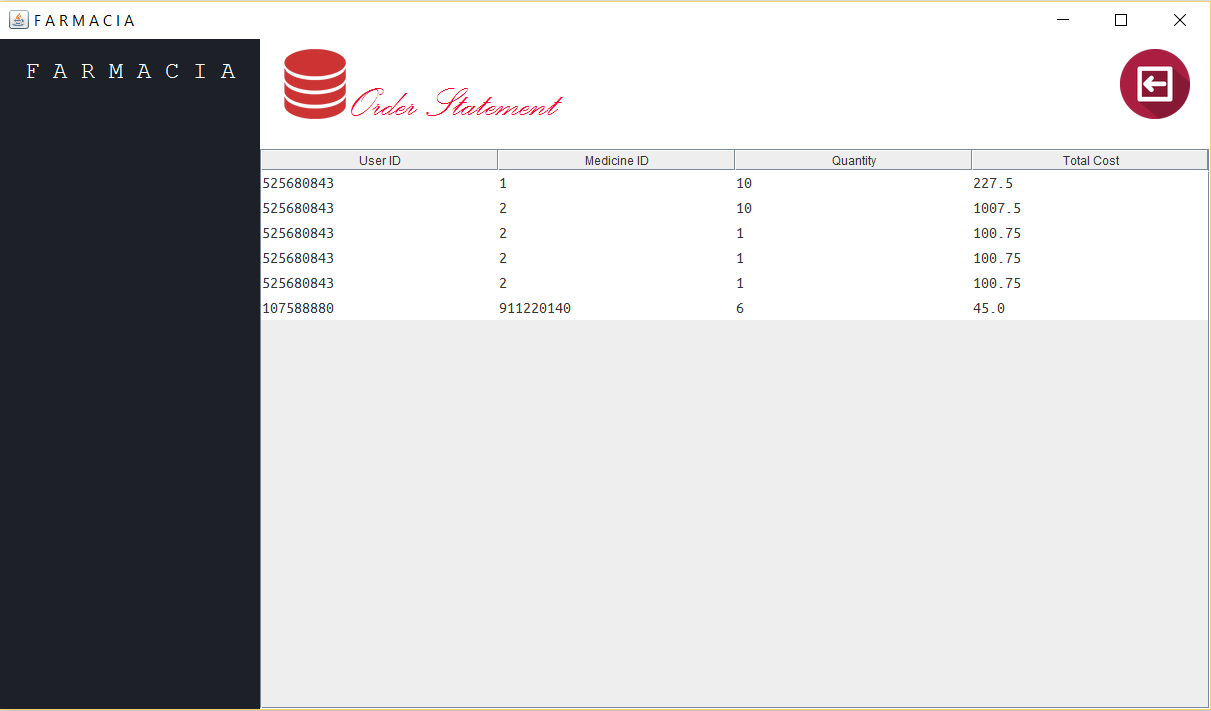 F A R M A C I A
F A R M A C I A
Order Statement
User ID Medicine ID Quantity Total Cost
525680843 1 10 227.5
525680843 2 10 1007.5
525680843 2 1 100.75
525680843 2 1 100.75
525680843 2 1 100.75
107588880 911220140 6 45.0